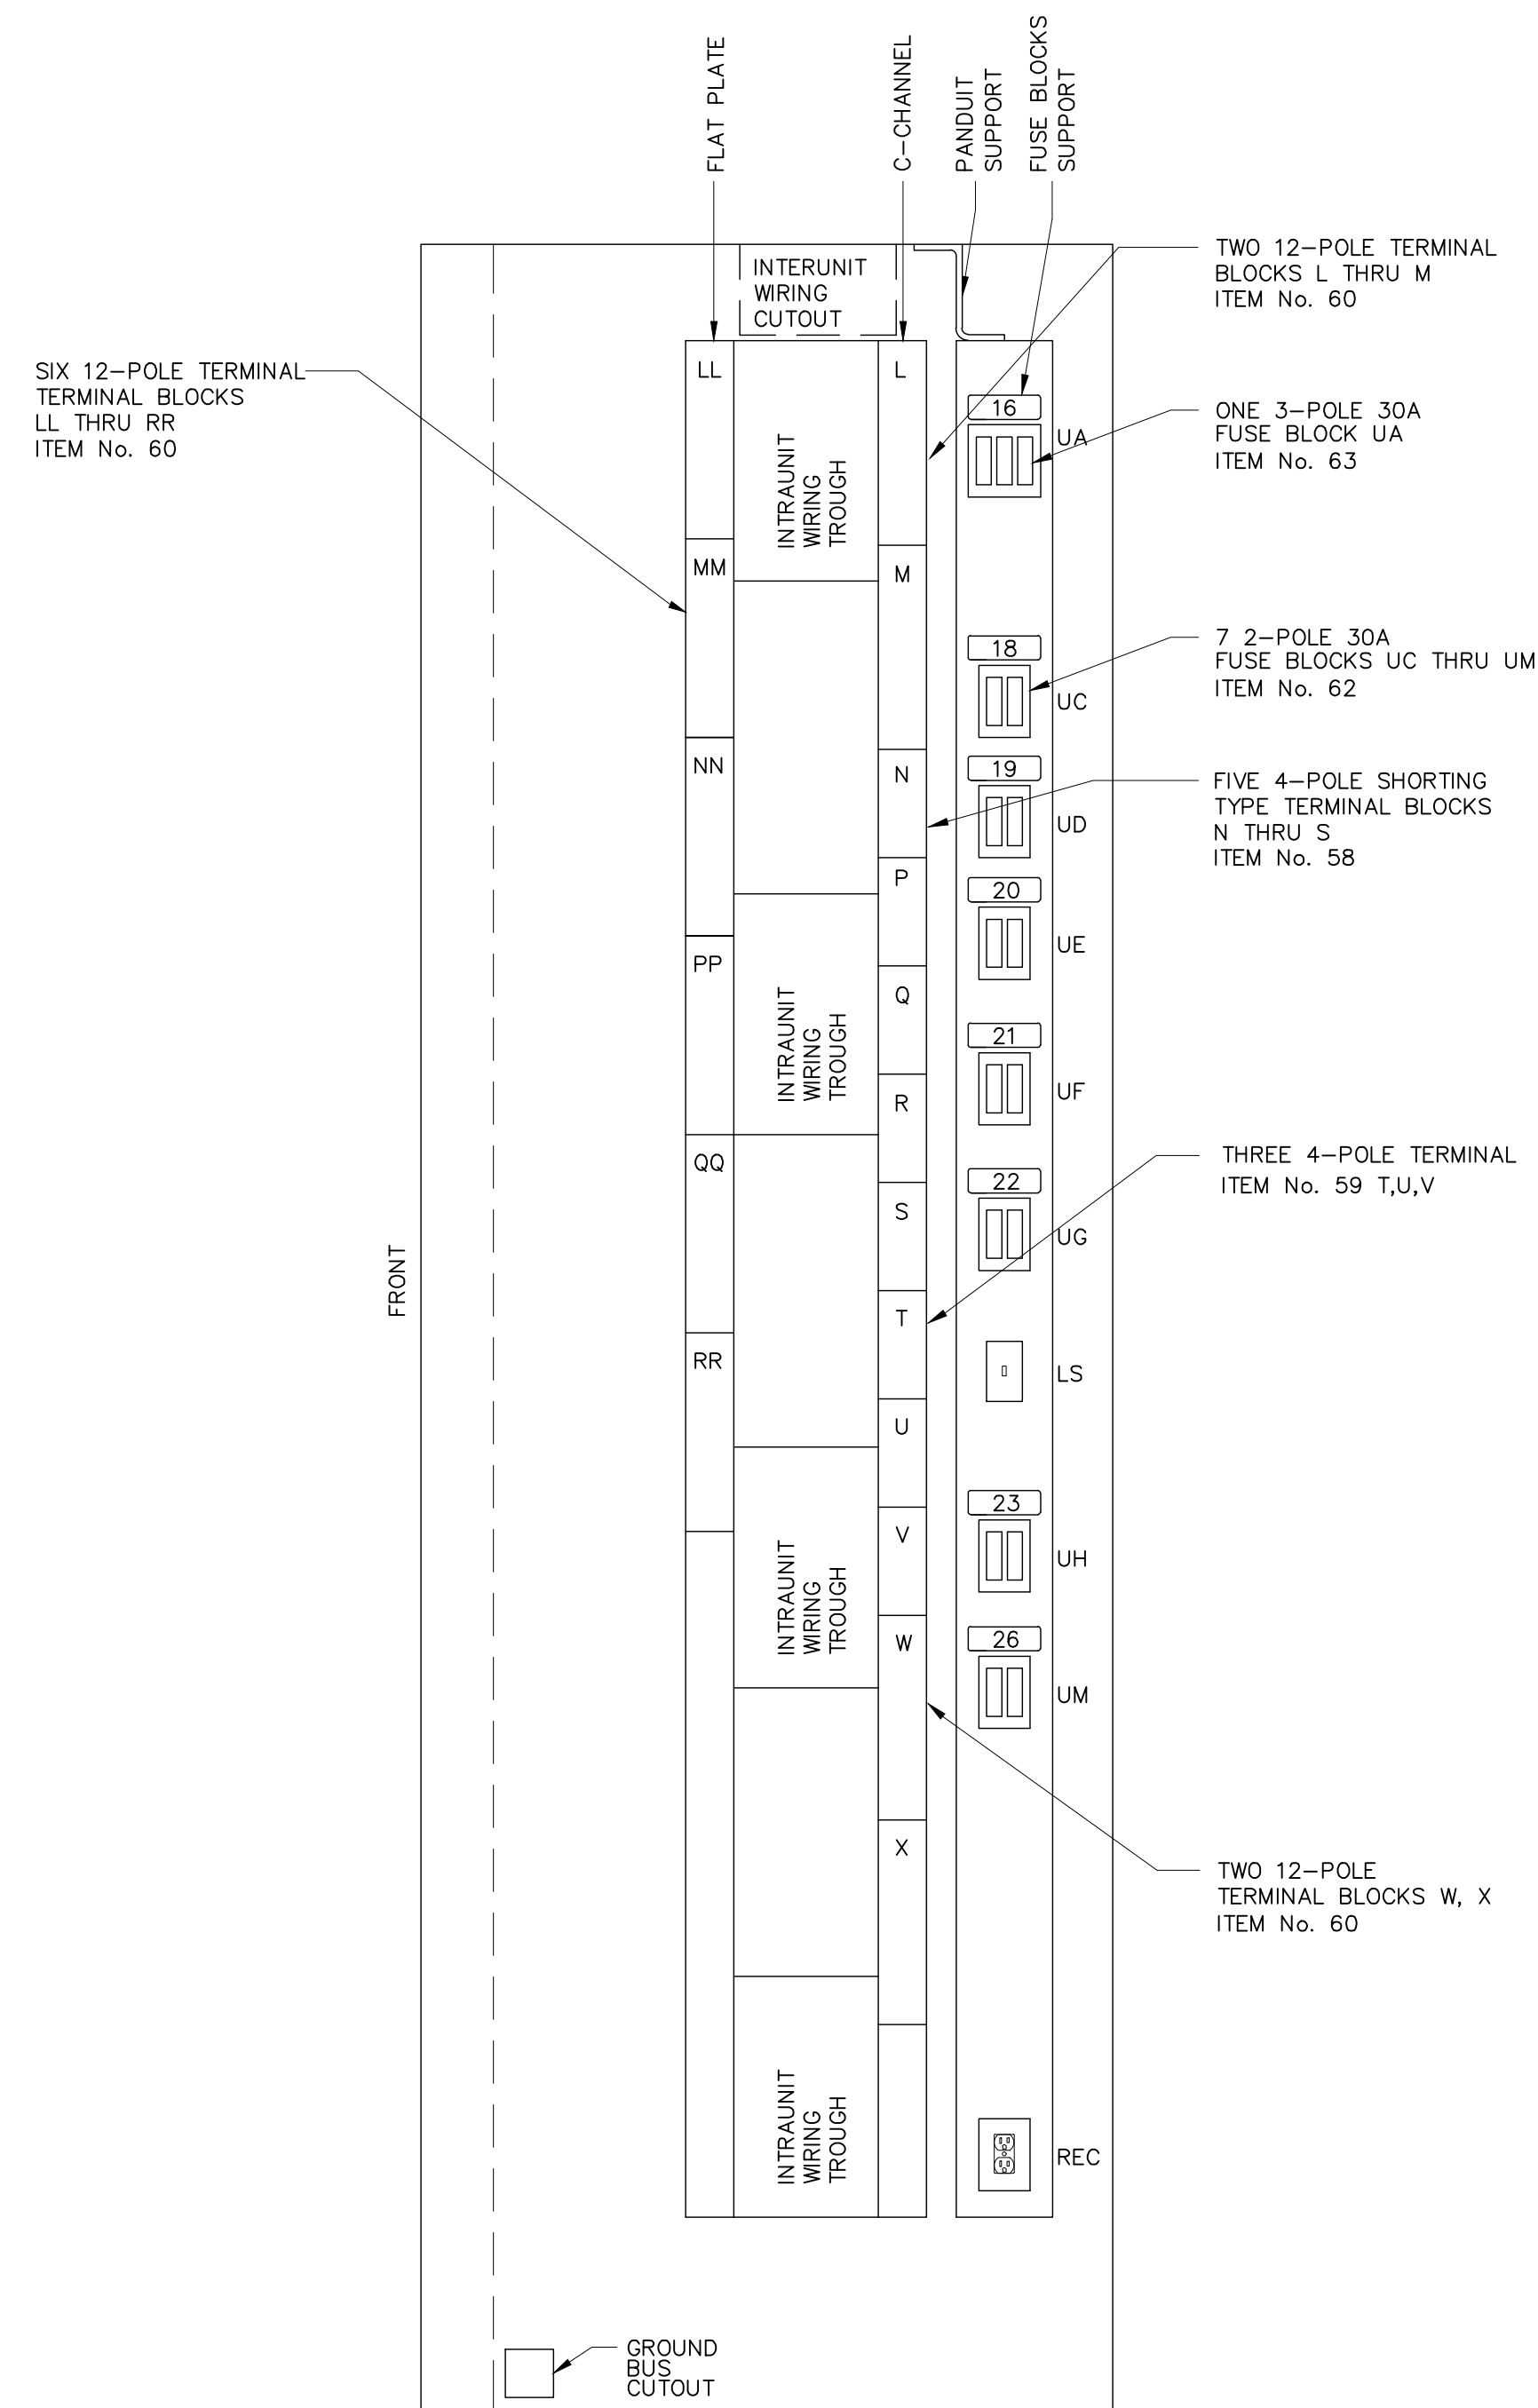 FLAT PLATE
C-CHANNEL
PANDUIT
SUPPORT
FUSE BLOCKS
SUPPORT
INTERUNIT
WIRING
CUTOUT
TWO 12-POLE TERMINAL
BLOCKS L THRU M
ITEM No. 60
SIX 12-POLE TERMINAL
TERMINAL BLOCKS
LL THRU RR
ITEM No. 60
LL
L
16
UA
ONE 3-POLE 30A
FUSE BLOCK UA
ITEM No. 63
INTRAUNIT
WIRING
TROUGH
MM
M
18
UC
7 2-POLE 30A
FUSE BLOCKS UC THRU UM
ITEM No. 62
NN
N
19
UD
FIVE 4-POLE SHORTING
TYPE TERMINAL BLOCKS
N THRU S
ITEM No. 58
P
20
UE
PP
Q
INTRAUNIT
WIRING
TROUGH
21
UF
R
QQ
22
UG
THREE 4-POLE TERMINAL
ITEM No. 59 T,U,V
S
FRONT
T
RR
LS
U
23
UH
V
INTRAUNIT
WIRING
TROUGH
W
26
UM
X
TWO 12-POLE
TERMINAL BLOCKS W, X
ITEM No. 60
INTRAUNIT
WIRING
TROUGH
REC
GROUND
BUS
CUTOUT